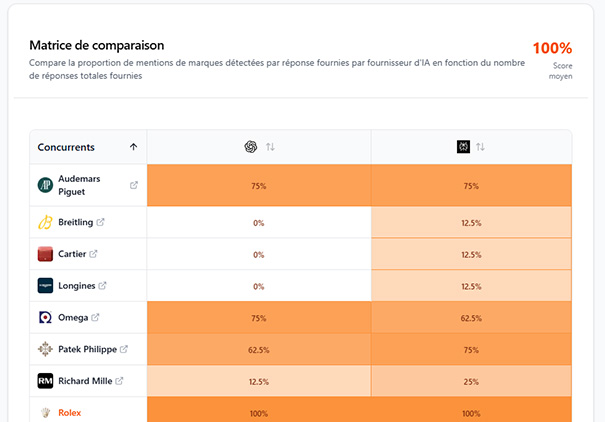 Matrice de comparaison
100%
Compare la proportion de mentions de marques détectées par réponse fournies par fournisseur d'IA en fonction du nombre
de réponses totales fournies
Score
moyen
Concurrents
AP
Audemars
Piguet
75%
75%
Breitling
0%
12.5%
Cartier
0%
12.5%
Longines
0%
12.5%
Omega
75%
62.5%
Patek Philippe
62.5%
75%
RM
Richard Mille
12.5%
25%
Rolex
100%
100%